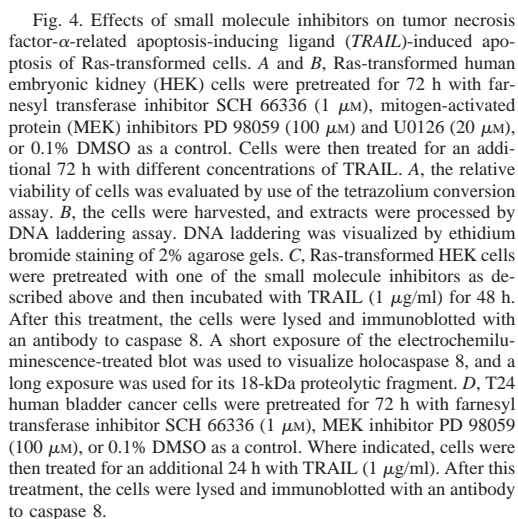 Fig. 4. Effects of small molecule inhibitors on tumor necrosis
factor-α-related apoptosis-inducing ligand (TRAIL)-induced apo-
ptosis of Ras-transformed cells. A and B, Ras-transformed human
embryonic kidney (HEK) cells were pretreated for 72 h with far-
nesyl transferase inhibitor SCH 66336 (1 μM), mitogen-activated
protein (MEK) inhibitors PD 98059 (100 μM) and U0126 (20 μM),
or 0.1% DMSO as a control. Cells were then treated for an addi-
tional 72 h with different concentrations of TRAIL. A, the relative
viability of cells was evaluated by use of the tetrazolium conversion
assay. B, the cells were harvested, and extracts were processed by
DNA laddering assay. DNA laddering was visualized by ethidium
bromide staining of 2% agarose gels. C, Ras-transformed HEK cells
were pretreated with one of the small molecule inhibitors as de-
scribed above and then incubated with TRAIL (1 μg/ml) for 48 h.
After this treatment, the cells were lysed and immunoblotted with
an antibody to caspase 8. A short exposure of the electrochemilu-
minescence-treated blot was used to visualize holocaspase 8, and a
long exposure was used for its 18-kDa proteolytic fragment. D, T24
human bladder cancer cells were pretreated for 72 h with farnesyl
transferase inhibitor SCH 66336 (1 μM), MEK inhibitor PD 98059
(100 μM), or 0.1% DMSO as a control. Where indicated, cells were
then treated for an additional 24 h with TRAIL (1 μg/ml). After this
treatment, the cells were lysed and immunoblotted with an antibody
to caspase 8.